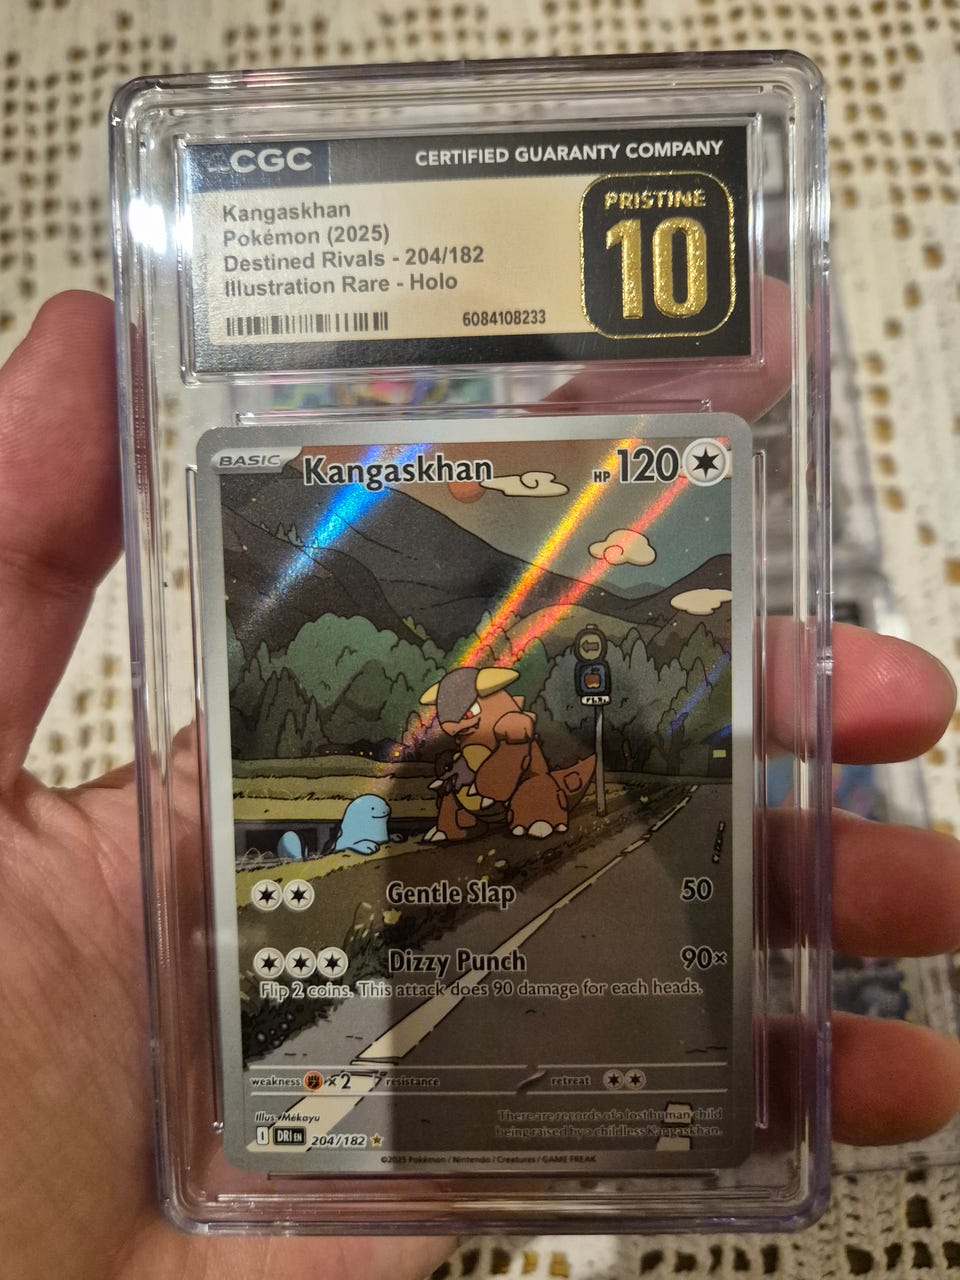 CGC CERTIFIED GUARANTY COMPANY
Kangaskhan
Pokémon (2025)
Destined Rivals - 204/182
Illustration Rare - Holo
6084108233
PRISTINE
10
BASIC Kangaskhan HP 120
Gentle Slap 50
Dizzy Punch 90×
Flip 2 coins. This attack does 90 damage for each heads.
weakness ×2 resistance retreat
Illus. Mékayu
I DRI EN 204/182
There are records of a lost human child
being raised by a childless Kangaskhan.
©2025 Pokémon / Nintendo / Creatures / GAME FREAK